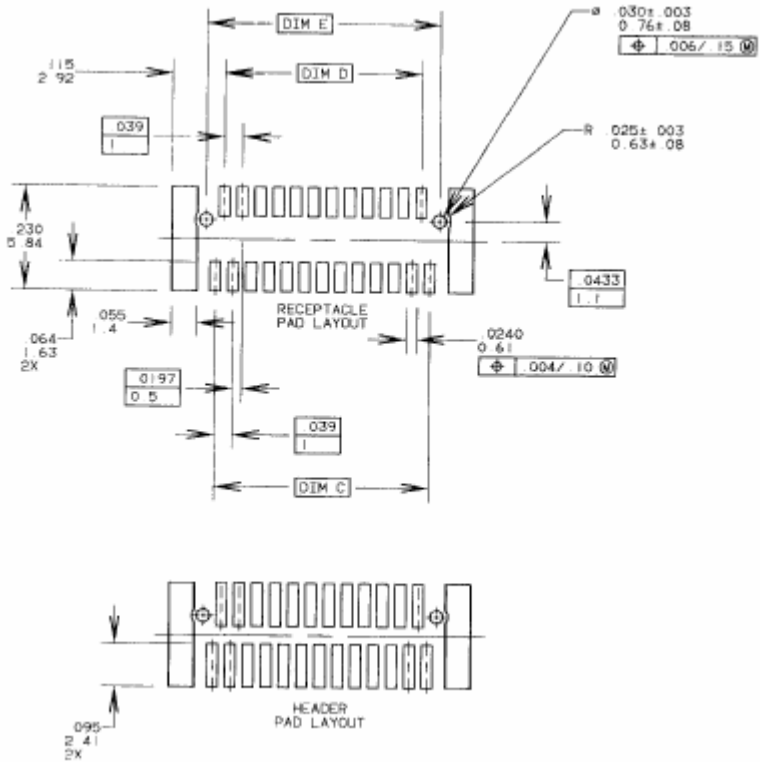 DIM E
ø .030±.003
0.76±.08
⌖ .006/.15 Ⓜ
.115
2 92
DIM D
.039
1
R .025± 003
0.63±.08
.230
5.84
.0433
1.1
RECEPTACLE
PAD LAYOUT
.055
1.4
.064
1.63
2X
.0240
0 61
⌖ .004/.10 Ⓜ
.0197
0 5
.039
1
DIM C
HEADER
PAD LAYOUT
.095
2 41
2X